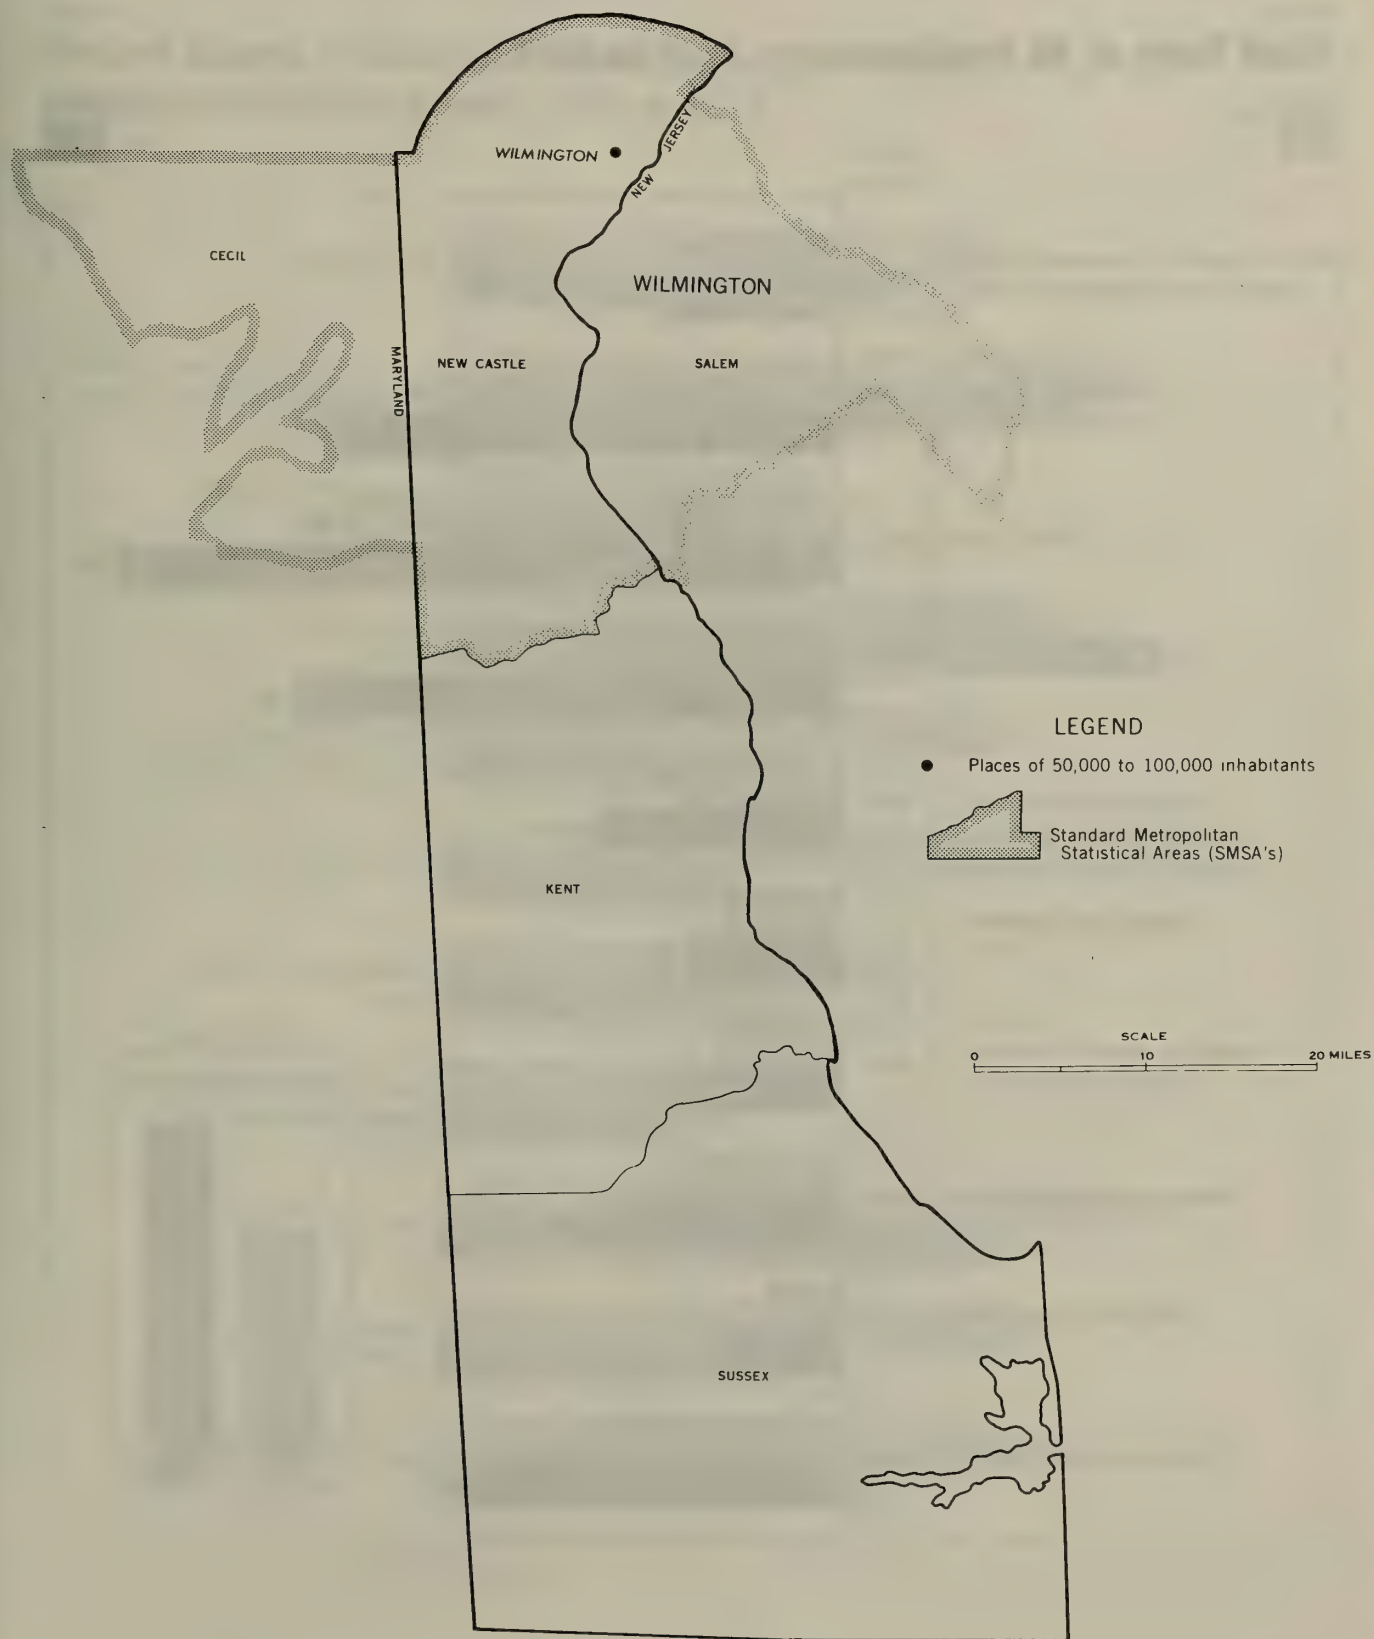 WILMINGTON
NEW JERSEY
CECIL
WILMINGTON
MARYLAND
NEW CASTLE
SALEM
LEGEND
Places of 50,000 to 100,000 inhabitants
Standard Metropolitan
Statistical Areas (SMSA's)
KENT
SCALE
0 10 20 MILES
SUSSEX